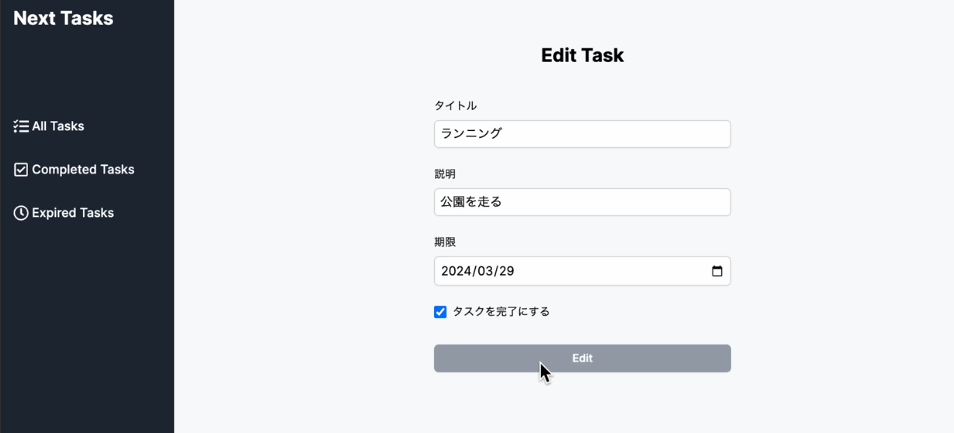 Next Tasks
All Tasks
Completed Tasks
Expired Tasks
Edit Task
タイトル
ランニング
説明
公園を走る
期限
2024/03/29
タスクを完了にする
Edit